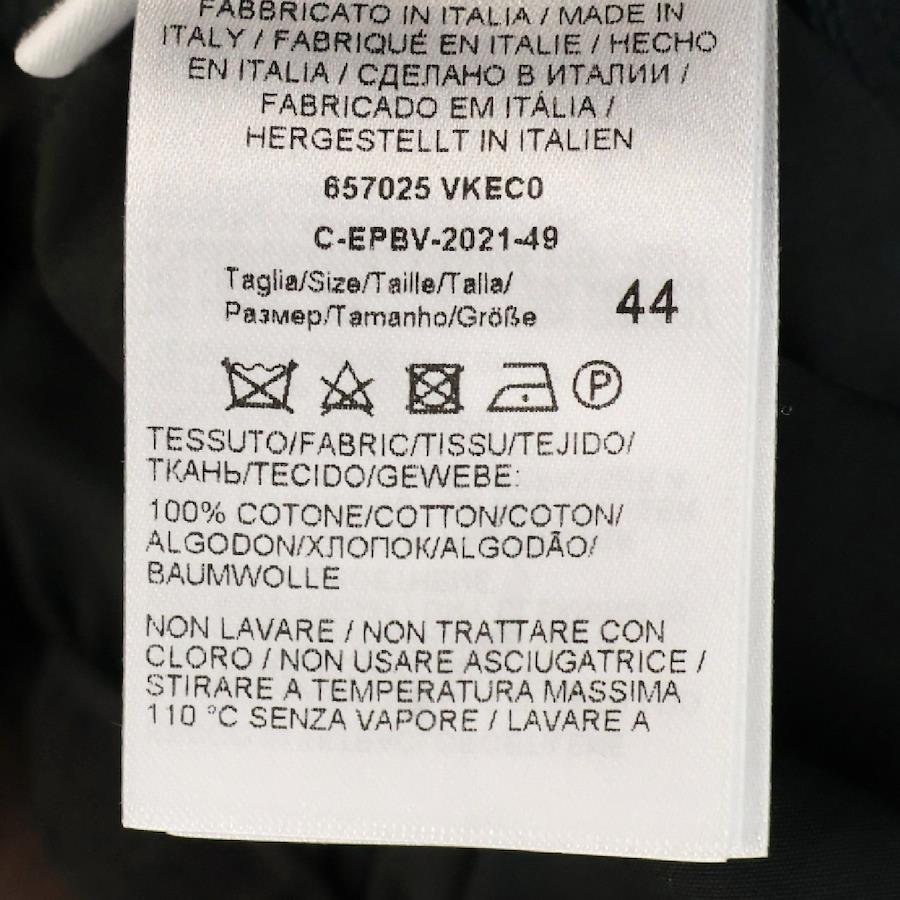 FABBRICATO IN ITALIA / MADE IN
ITALY / FABRIQUÉ EN ITALIE / HECHO
EN ITALIA / СДЕЛАНО В ИТАЛИИ /
FABRICADO EM ITÁLIA /
HERGESTELLT IN ITALIEN
657025 VKEC0
C-EPBV-2021-49
Taglia/Size/Taille/Talla/
Размер/Tamanho/Größe
44
P
TESSUTO/FABRIC/TISSU/TEJIDO/
ТКАНЬ/TECIDO/GEWEBE:
100% COTONE/COTTON/COTON/
ALGODON/ХЛОПОК/ALGODÃO/
BAUMWOLLE
NON LAVARE / NON TRATTARE CON
CLORO / NON USARE ASCIUGATRICE /
STIRARE A TEMPERATURA MASSIMA
110 °C SENZA VAPORE / LAVARE A